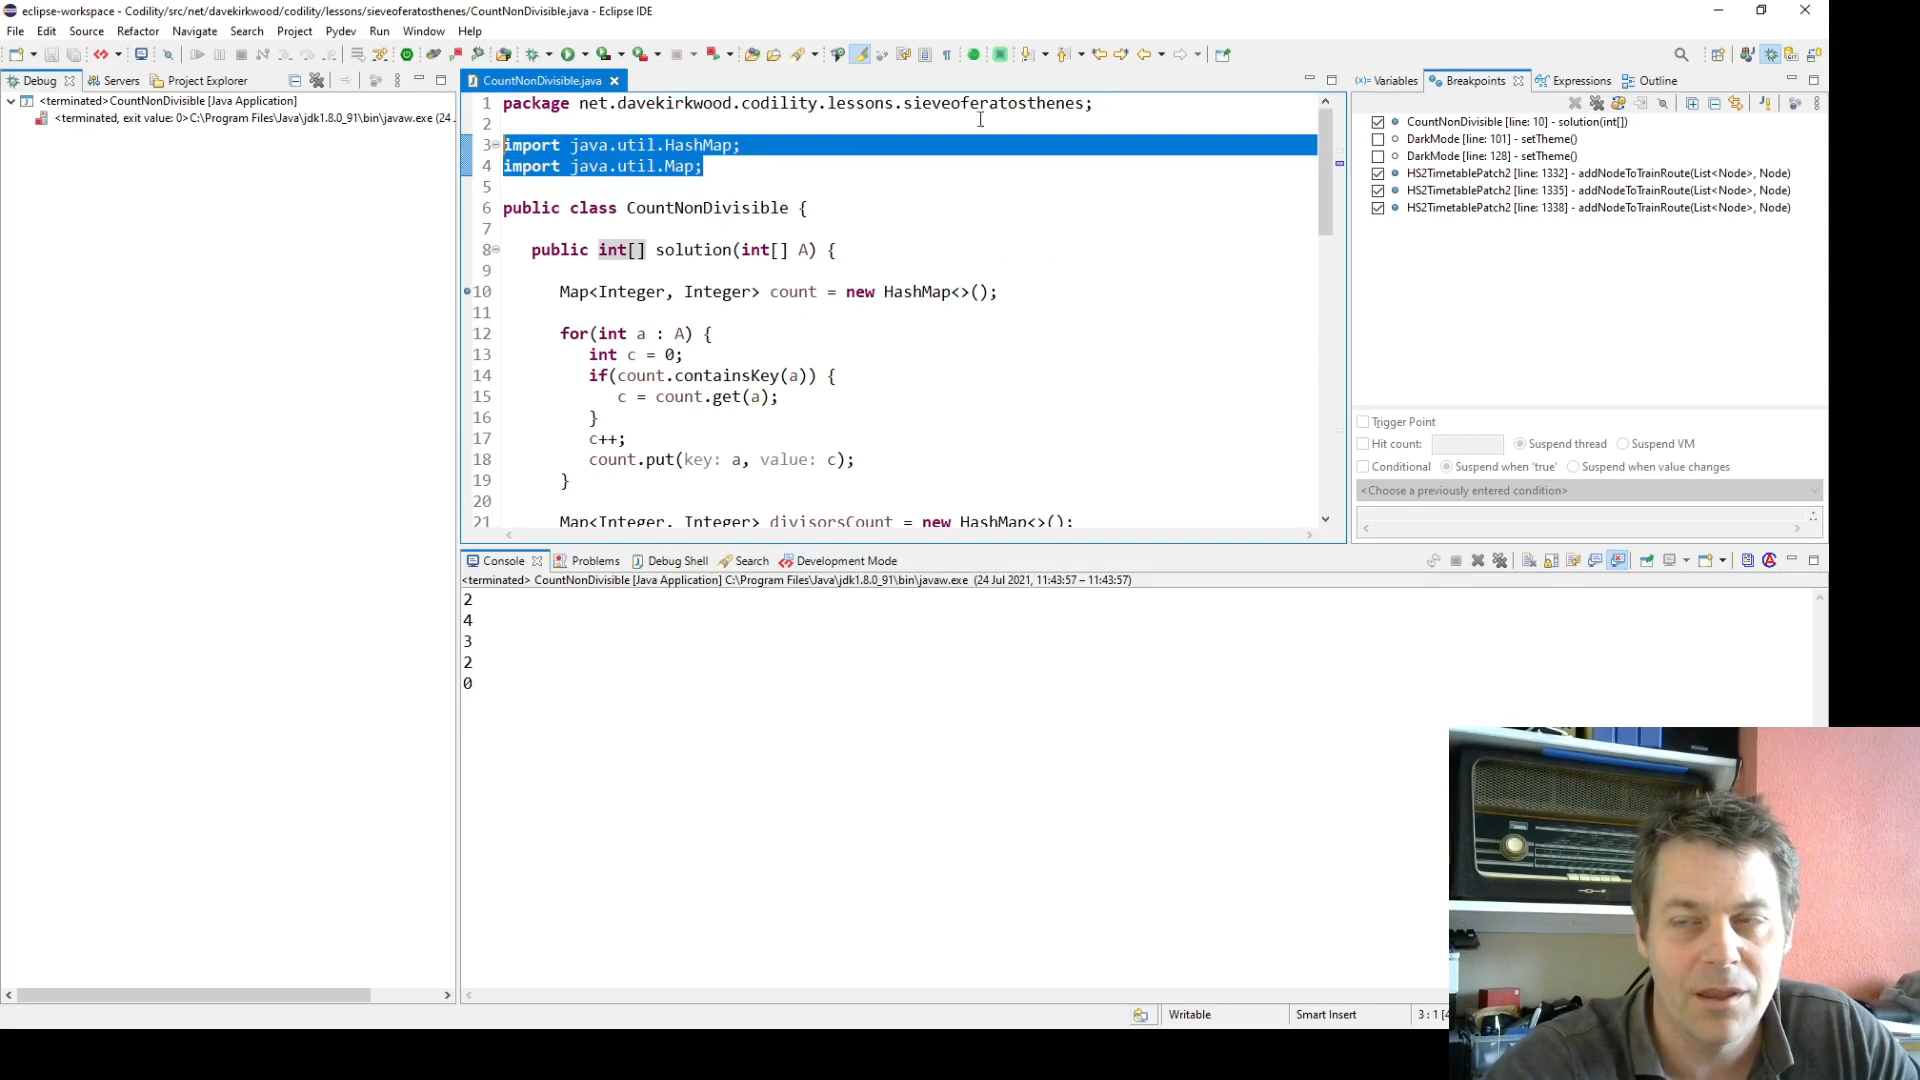 eclipse-workspace - Codility/src/net/davekirkwood/codility/lessons/sieveoferatosthenes/CountNonDivisible.java - Eclipse IDE
File Edit Source Refactor Navigate Search Project Pydev Run Window Help
Debug Servers Project Explorer
<terminated>CountNonDivisible [Java Application]
<terminated, exit value: 0>C:\Program Files\Java\jdk1.8.0_91\bin\javaw.exe (24
CountNonDivisible.java
1 package net.davekirkwood.codility.lessons.sieveoferatosthenes;
2
3 import java.util.HashMap;
4 import java.util.Map;
5
6 public class CountNonDivisible {
7
8 public int[] solution(int[] A) {
9
10 Map<Integer, Integer> count = new HashMap<>();
11
12 for(int a : A) {
13 int c = 0;
14 if(count.containsKey(a)) {
15 c = count.get(a);
16 }
17 c++;
18 count.put(key: a, value: c);
19 }
20
21 Map<Integer, Integer> divisorsCount = new HashMap<>();
(x)= Variables Breakpoints Expressions Outline
CountNonDivisible [line: 10] - solution(int[])
DarkMode [line: 101] - setTheme()
DarkMode [line: 128] - setTheme()
HS2TimetablePatch2 [line: 1332] - addNodeToTrainRoute(List<Node>, Node)
HS2TimetablePatch2 [line: 1335] - addNodeToTrainRoute(List<Node>, Node)
HS2TimetablePatch2 [line: 1338] - addNodeToTrainRoute(List<Node>, Node)
Trigger Point
Hit count: Suspend thread Suspend VM
Conditional Suspend when 'true' Suspend when value changes
<Choose a previously entered condition>
Console Problems Debug Shell Search Development Mode
<terminated> CountNonDivisible [Java Application] C:\Program Files\Java\jdk1.8.0_91\bin\javaw.exe (24 Jul 2021, 11:43:57 – 11:43:57)
2
4
3
2
0
Writable Smart Insert 3 : 1 [4